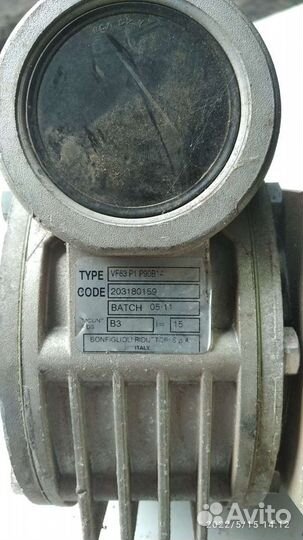 TYPE VF63 P1 P90B14
CODE 203180159
BATCH 05-11
MOUNT B3 i= 15
BONFIGLIOLI RIDUTTORI S.p.A.
ITALY
2022/5/15 14:12
Avito